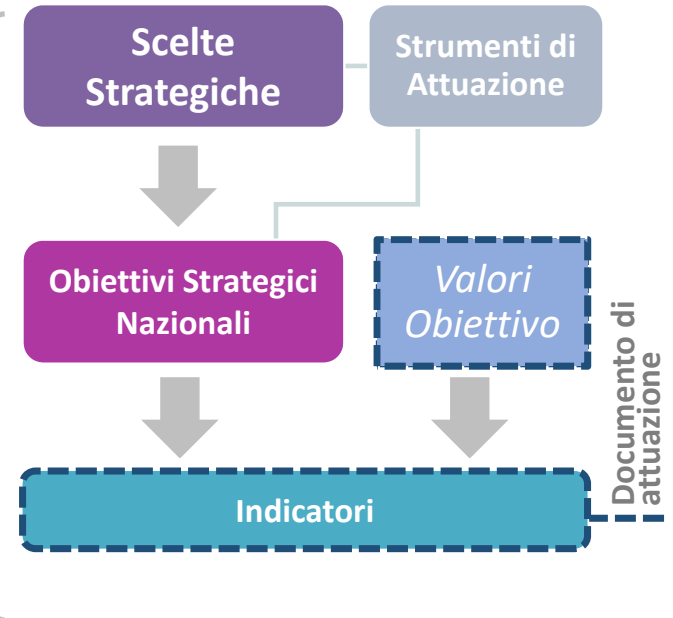 Scelte
Strategiche
Strumenti di
Attuazione
Obiettivi Strategici
Nazionali
Valori
Obiettivo
Documento di
attuazione
Indicatori